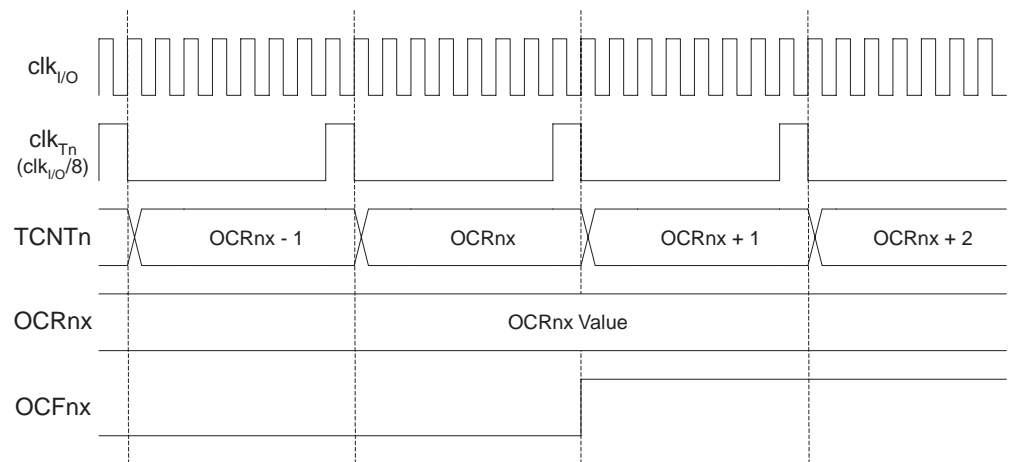 clkI/O
clkTn
(clkI/O/8)
TCNTn
OCRnx - 1
OCRnx
OCRnx + 1
OCRnx + 2
OCRnx
OCRnx Value
OCFnx